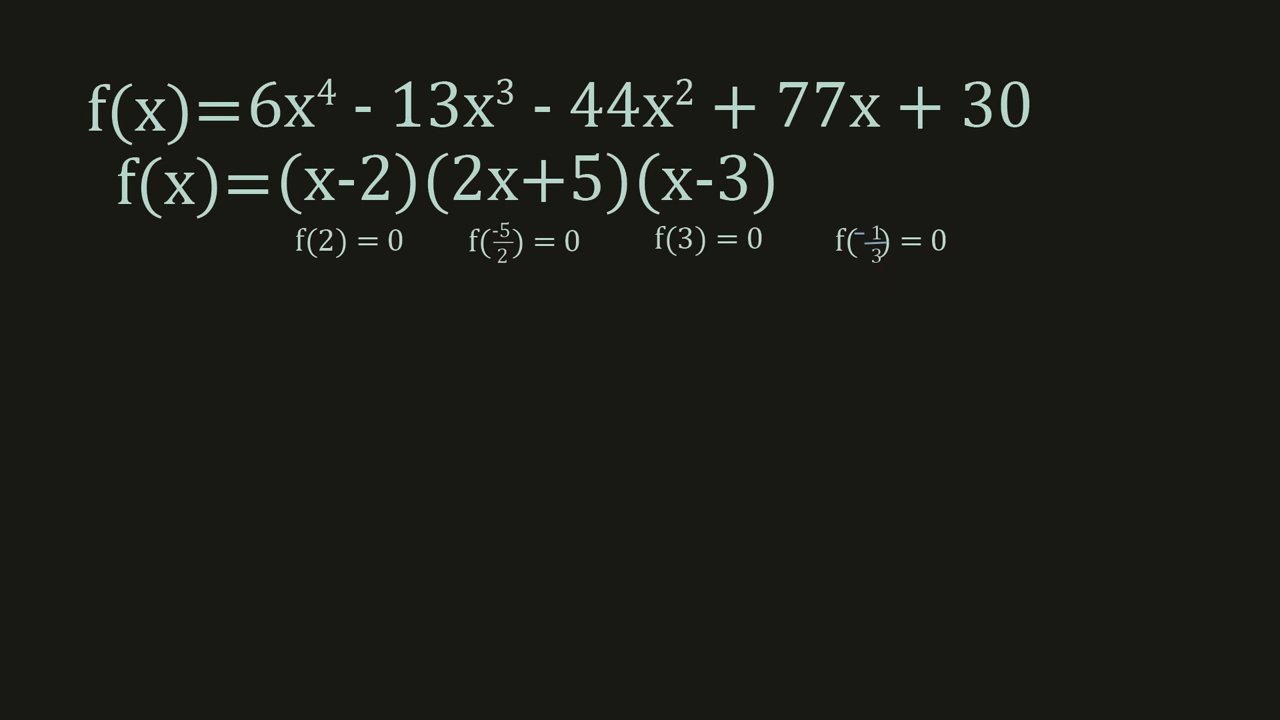 f(x)=6x⁴ - 13x³ - 44x² + 77x + 30
f(x)=(x-2)(2x+5)(x-3)
f(2) = 0 f(-5/2) = 0 f(3) = 0 f(-1/3) = 0